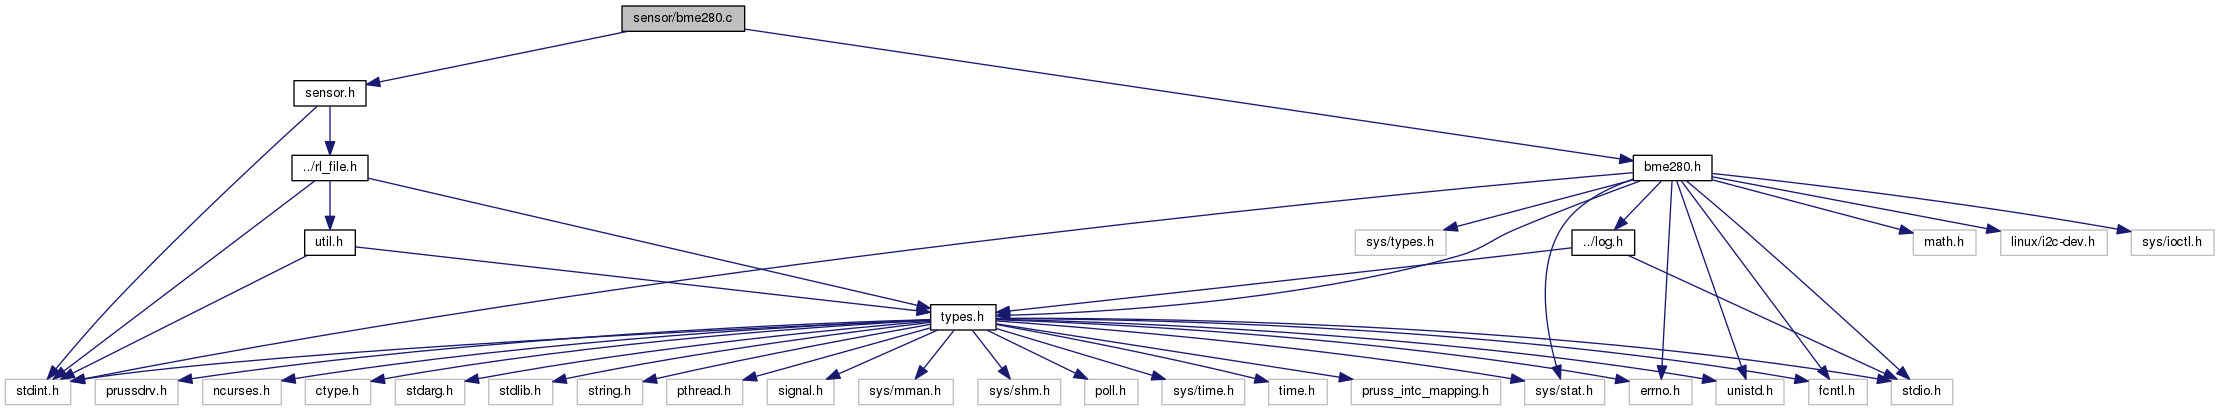 sensor/bme280.c
sensor.h
../rl_file.h
bme280.h
util.h
sys/types.h
../log.h
math.h
linux/i2c-dev.h
sys/ioctl.h
types.h
stdint.h
prussdrv.h
ncurses.h
ctype.h
stdarg.h
stdlib.h
string.h
pthread.h
signal.h
sys/mman.h
sys/shm.h
poll.h
sys/time.h
time.h
pruss_intc_mapping.h
sys/stat.h
errno.h
unistd.h
fcntl.h
stdio.h